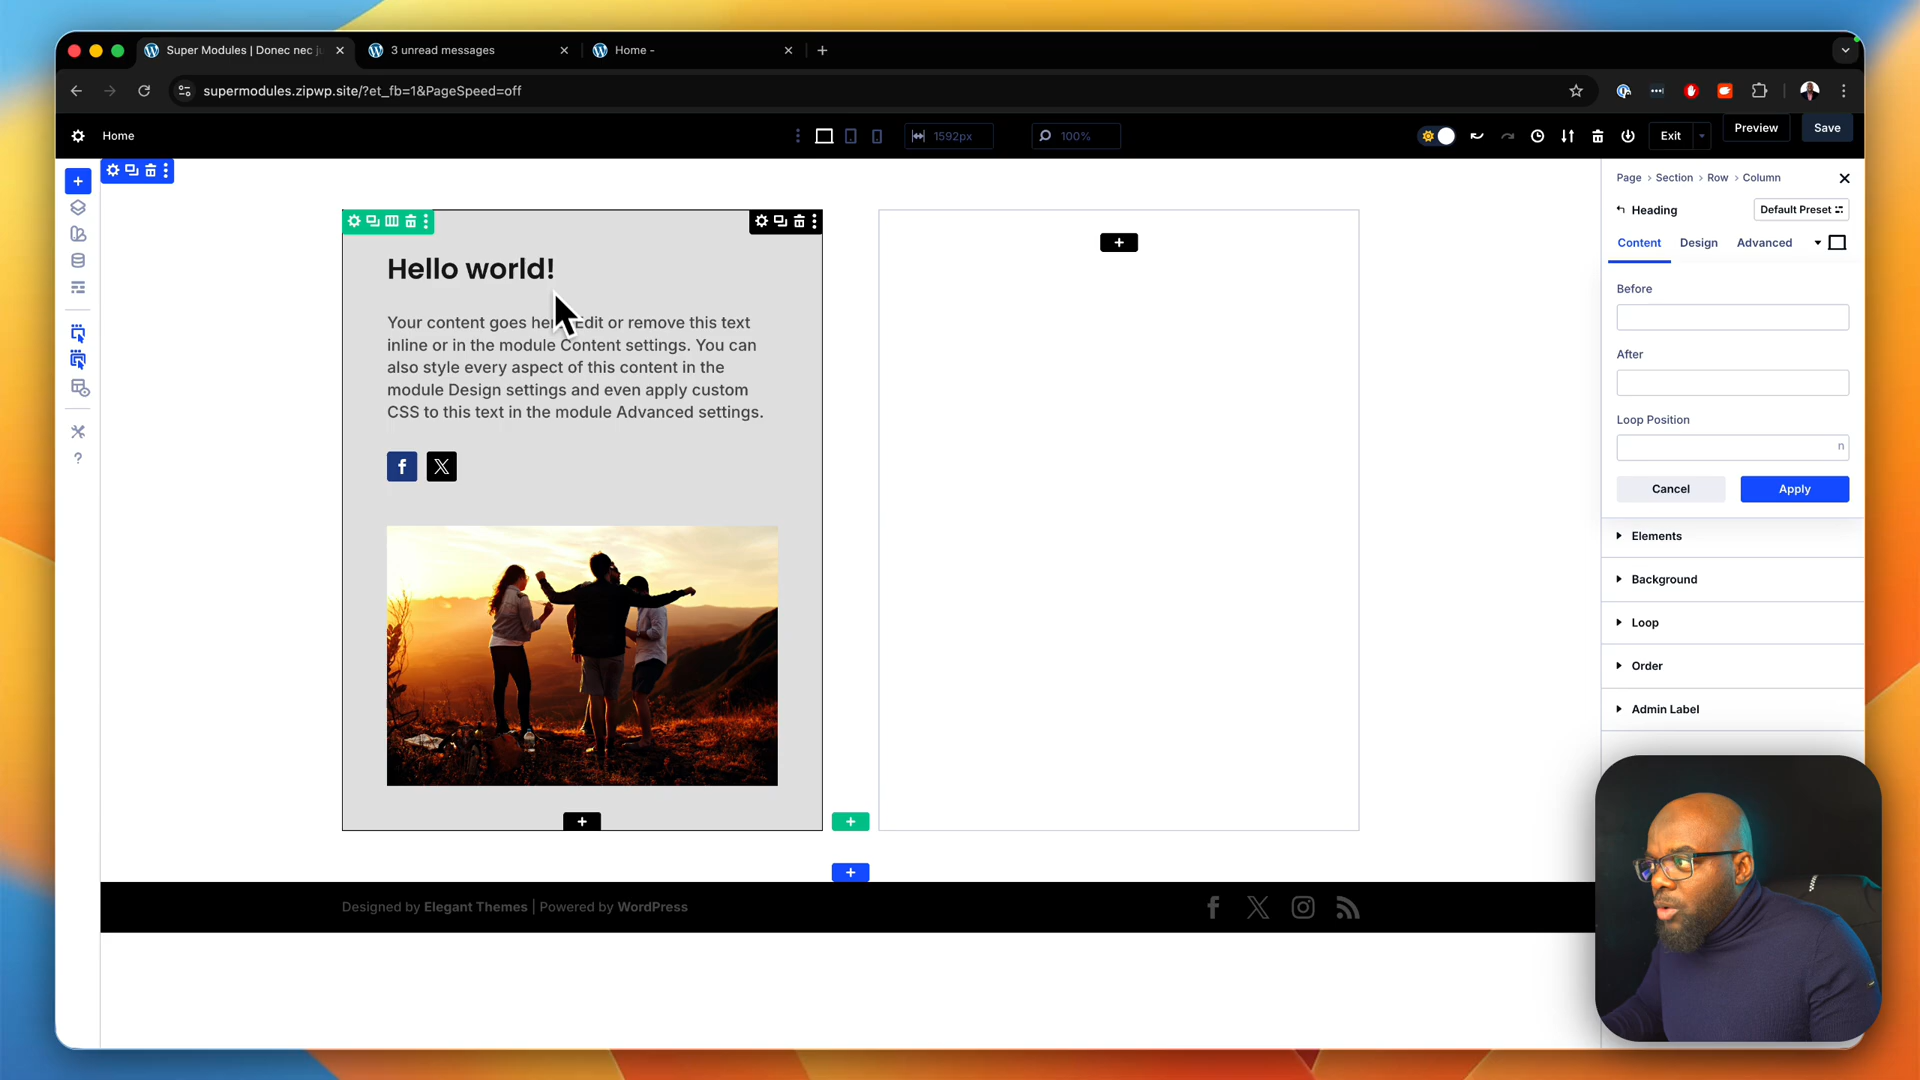 Super Modules | Donec nec
3 unread messages
Home -
supermodules.zipwp.site/?et_fb=1&PageSpeed=off
Home
1592px
100%
Exit
Preview
Save
Page > Section > Row > Column
Heading
Default Preset
Content
Design
Advanced
Before
After
Loop Position
n
Cancel
Apply
Elements
Background
Loop
Order
Admin Label
Hello world!
Your content goes Edit or remove this text
inline or in the module Content settings. You can
also style every aspect of this content in the
module Design settings and even apply custom
CSS to this text in the module Advanced settings.
Designed by Elegant Themes | Powered by WordPress